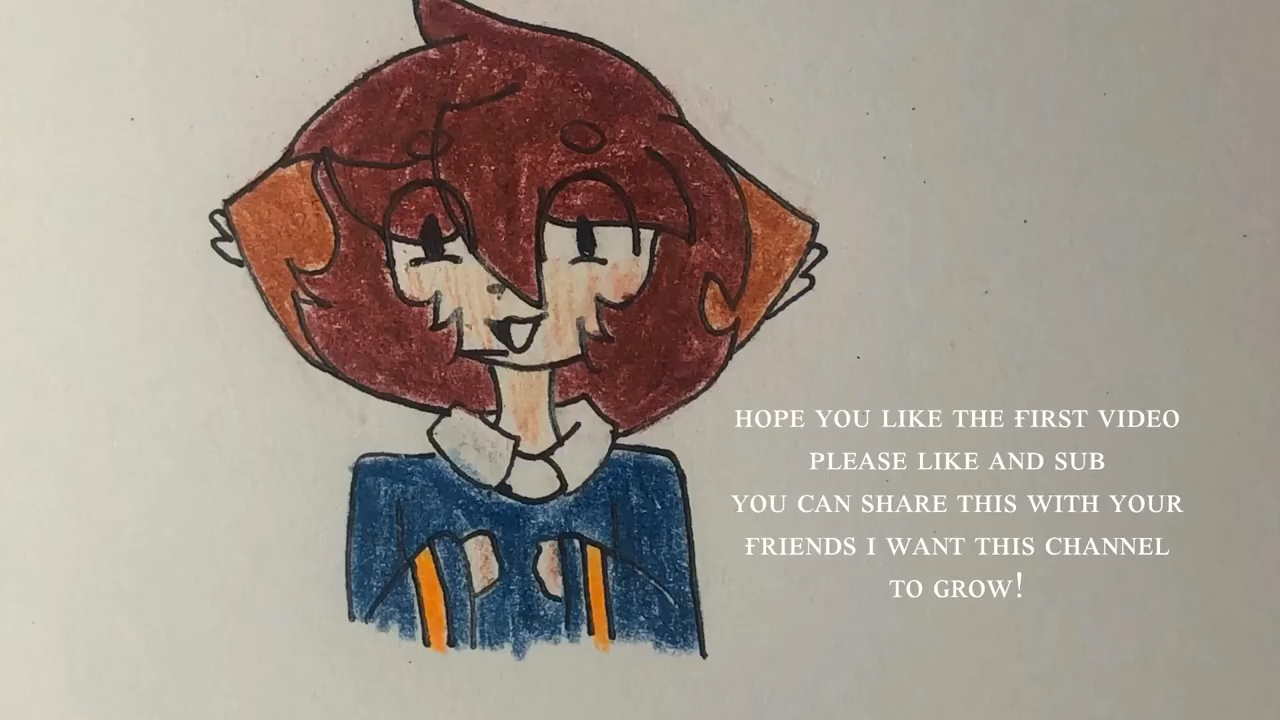 HOPE YOU LIKE THE FIRST VIDEO
PLEASE LIKE AND SUB
YOU CAN SHARE THIS WITH YOUR
FRIENDS I WANT THIS CHANNEL
TO GROW!